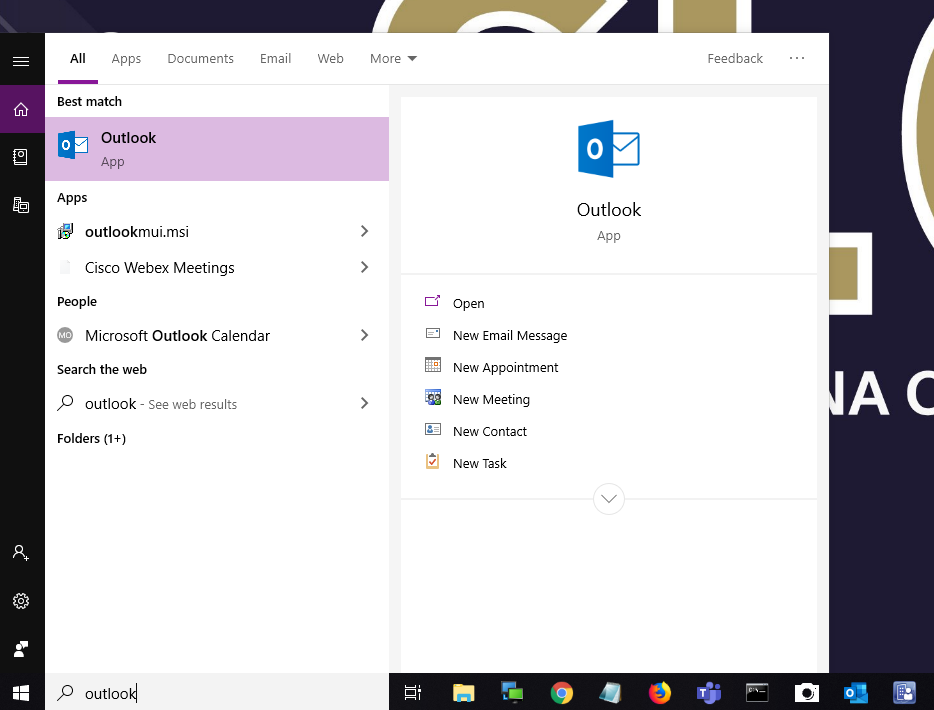 All Apps Documents Email Web More Feedback ...
Best match
Outlook
App
Apps
outlookmui.msi
Cisco Webex Meetings
People
MO Microsoft Outlook Calendar
Search the web
outlook - See web results
Folders (1+)
Outlook
App
Open
New Email Message
New Appointment
New Meeting
New Contact
New Task
NA C
outlook